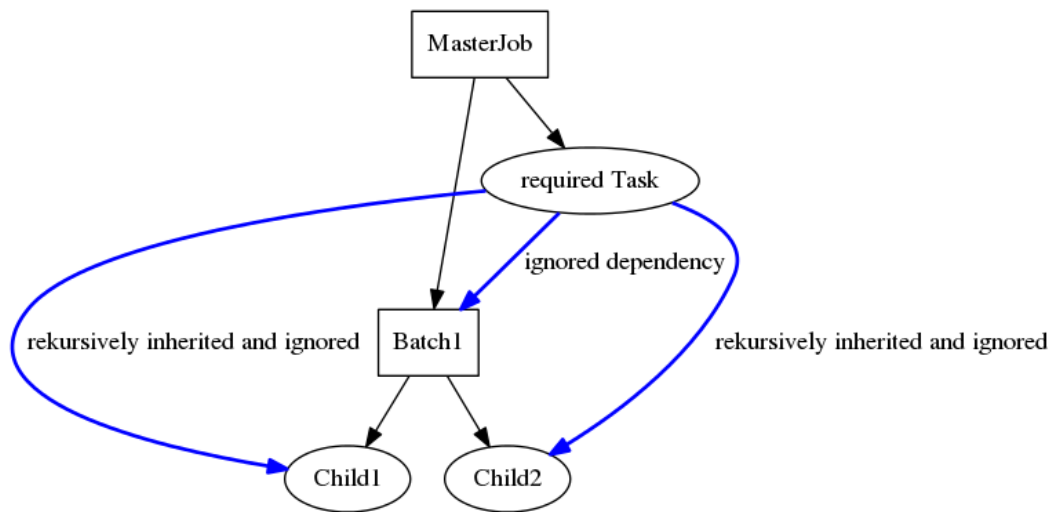 MasterJob
required Task
ignored dependency
rekursively inherited and ignored
Batch1
rekursively inherited and ignored
Child1
Child2